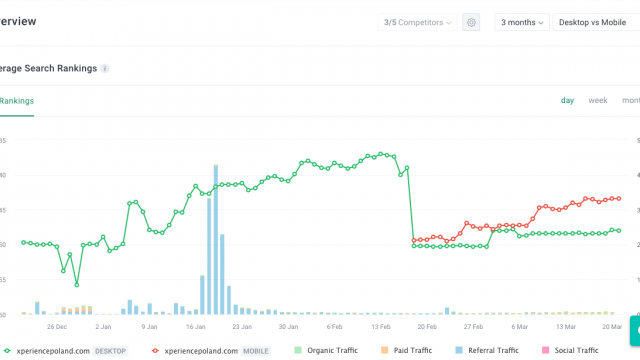 erview
3/5 Competitors
3 months
Desktop vs Mobile
erage Search Rankings i
Rankings
day week mont
35 5
40 4
45 3
50 2
55 1
60
26 Dec 2 Jan 9 Jan 16 Jan 23 Jan 30 Jan 6 Feb 13 Feb 20 Feb 27 Feb 6 Mar 13 Mar 20 Mar
xperiencepoland.com DESKTOP xperiencepoland.com MOBILE Organic Traffic Paid Traffic Referral Traffic Social Traffic